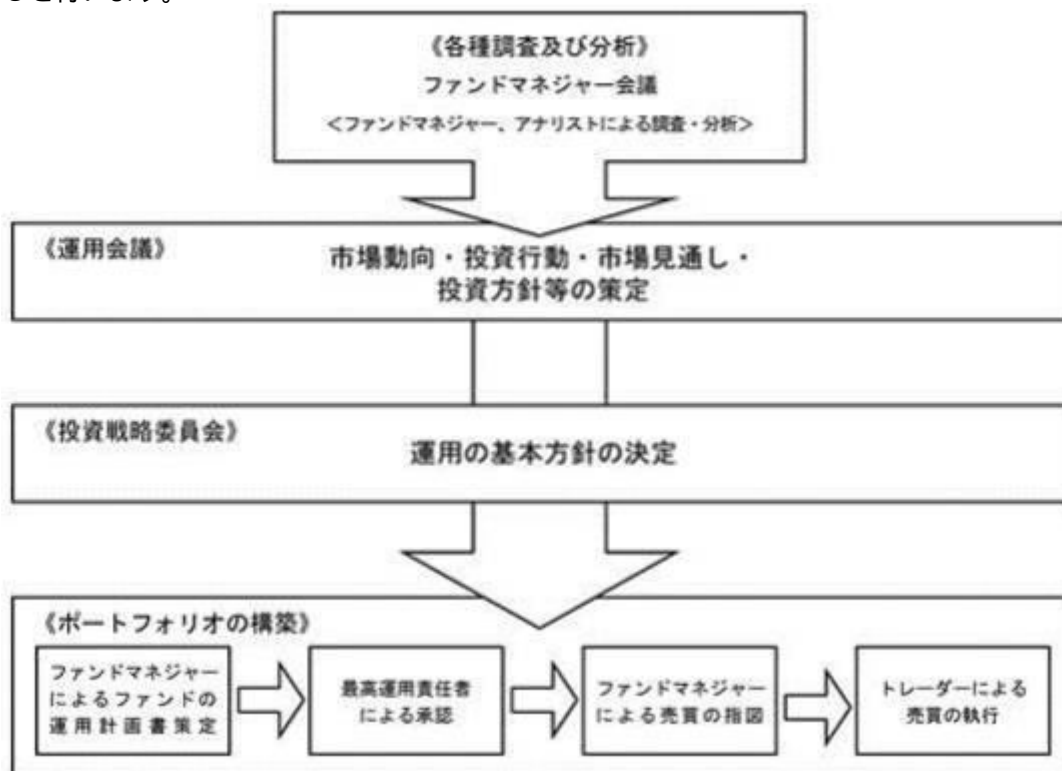 《各種調査及び分析》
ファンドマネジャー会議
<ファンドマネジャー、アナリストによる調査・分析>
《運用会議》
市場動向・投資行動・市場見通し・
投資方針等の策定
《投資戦略委員会》
運用の基本方針の決定
《ポートフォリオの構築》
ファンドマネジャー
によるファンドの
運用計画書策定
最高運用責任者
による承認
ファンドマネジャー
による売買の指図
トレーダーによる
売買の執行